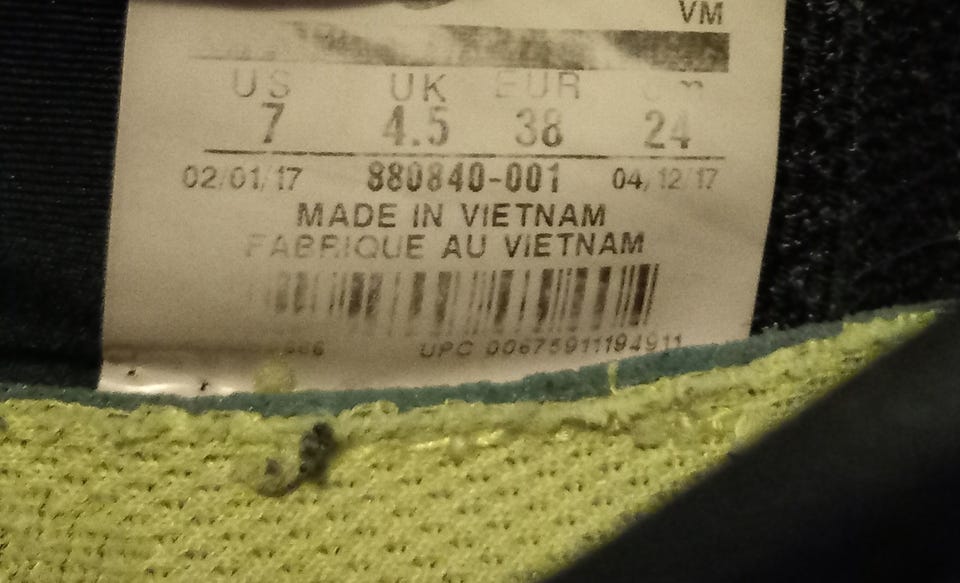 VM
US UK EUR cm
7 4.5 38 24
02/01/17 880840-001 04/12/17
MADE IN VIETNAM
FABRIQUE AU VIETNAM
UPC 00675911194911